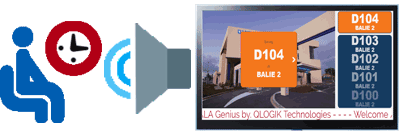 D104
BALIE 2
D104
BALIE 2
D103
BALIE 2
D102
BALIE 2
D101
BALIE 2
D100
BALIE 2
LA Genius by: QLOGIK Technologies - - - - Welcome